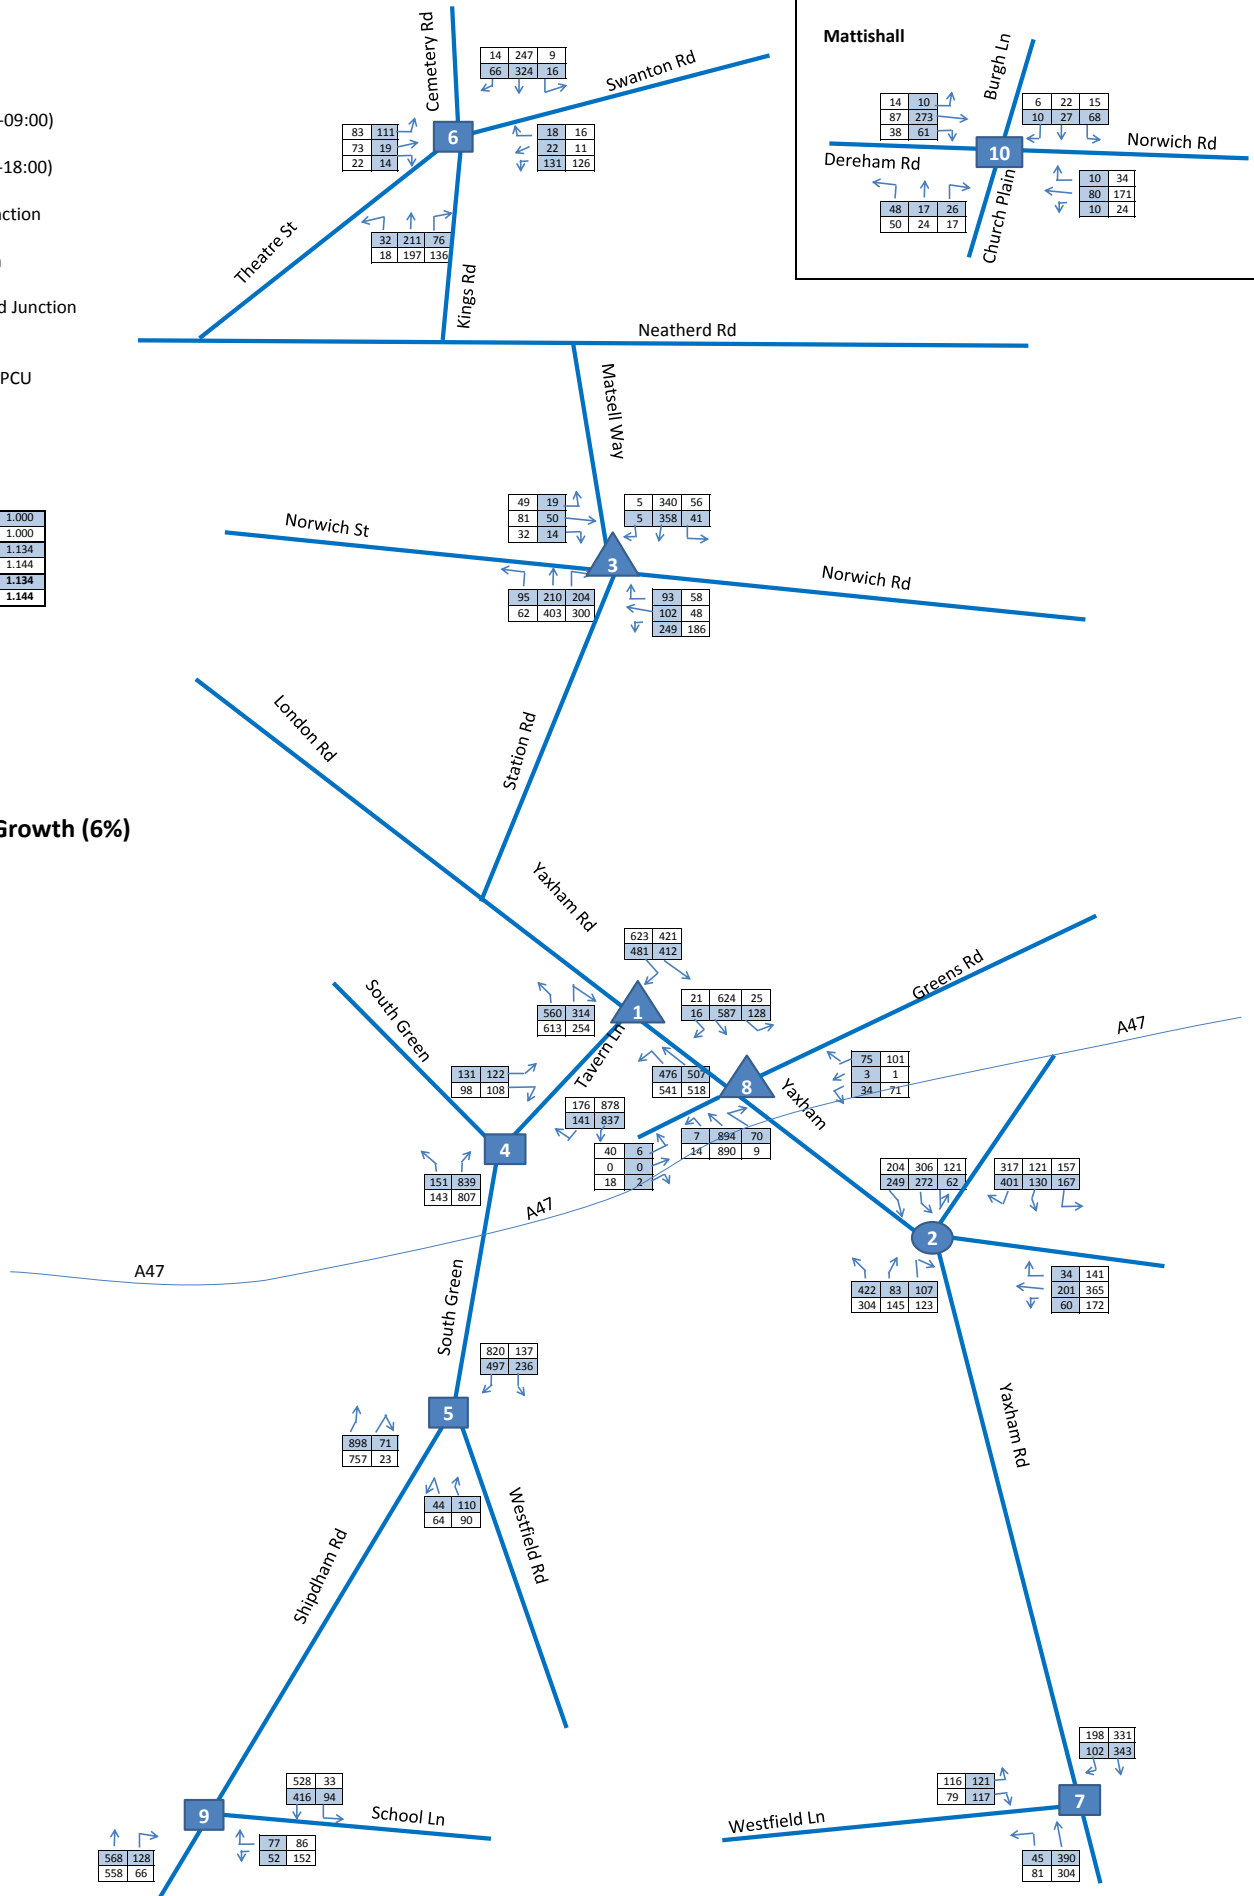 Cemetery Rd
14 247 9
66 324 16
Swanton Rd
83 111
73 19
22 14
6
18 16
22 11
131 126
32 211 76
18 197 136
Theatre St
Kings Rd
Neatherd Rd
Mattishall
Burgh Ln
14 10
87 273
38 61
6 22 15
10 27 68
Norwich Rd
10
Dereham Rd
Church Plain
10 34
80 171
10 24
48 17 26
50 24 17
-09:00)
-18:00)
nction
n
d Junction
PCU
Matsell Way
49 19
81 50
32 14
5 340 56
5 358 41
Norwich St
3
Norwich Rd
95 210 204
62 403 300
93 58
102 48
249 186
1.000
1.000
1.134
1.144
1.134
1.144
London Rd
Station Rd
Growth (6%)
Yaxham Rd
623 421
481 412
Greens Rd
South Green
560 314
613 254
1
21 624 25
16 587 128
A47
Tavern Ln
131 122
98 108
476 507
541 518
8
Yaxham
75 101
3 1
34 71
176 878
141 837
7 894 70
14 890 9
4
40 6
0 0
18 2
151 839
143 807
A47
204 306 121
249 272 62
317 121 157
401 130 167
2
A47
422 83 107
304 145 123
34 141
201 365
60 172
South Green
820 137
497 236
5
898 71
757 23
44 110
64 90
Yaxham Rd
Westfield Rd
Shipdham Rd
198 331
102 343
528 33
416 94
116 121
79 117
7
9
School Ln
Westfield Ln
77 86
52 152
568 128
558 66
45 390
81 304